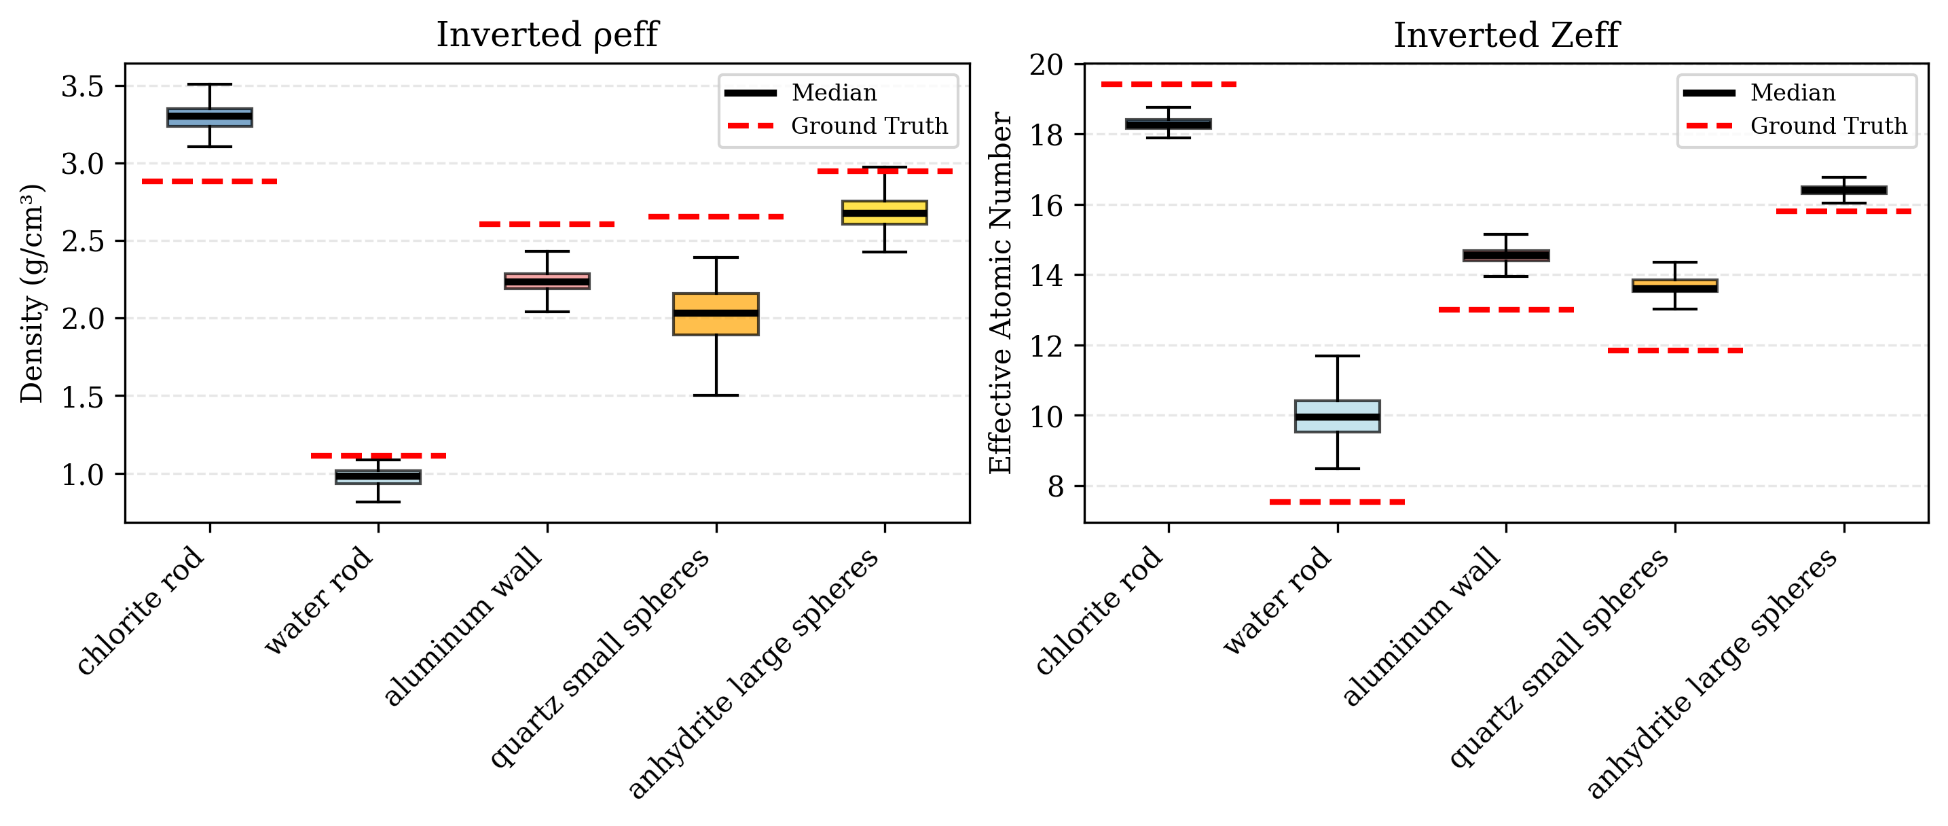 Inverted ρeff
Density (g/cm³)
3.5
3.0
2.5
2.0
1.5
1.0
Median
Ground Truth
chlorite rod
water rod
aluminum wall
quartz small spheres
anhydrite large spheres
Inverted Zeff
Effective Atomic Number
20
18
16
14
12
10
8
Median
Ground Truth
chlorite rod
water rod
aluminum wall
quartz small spheres
anhydrite large spheres